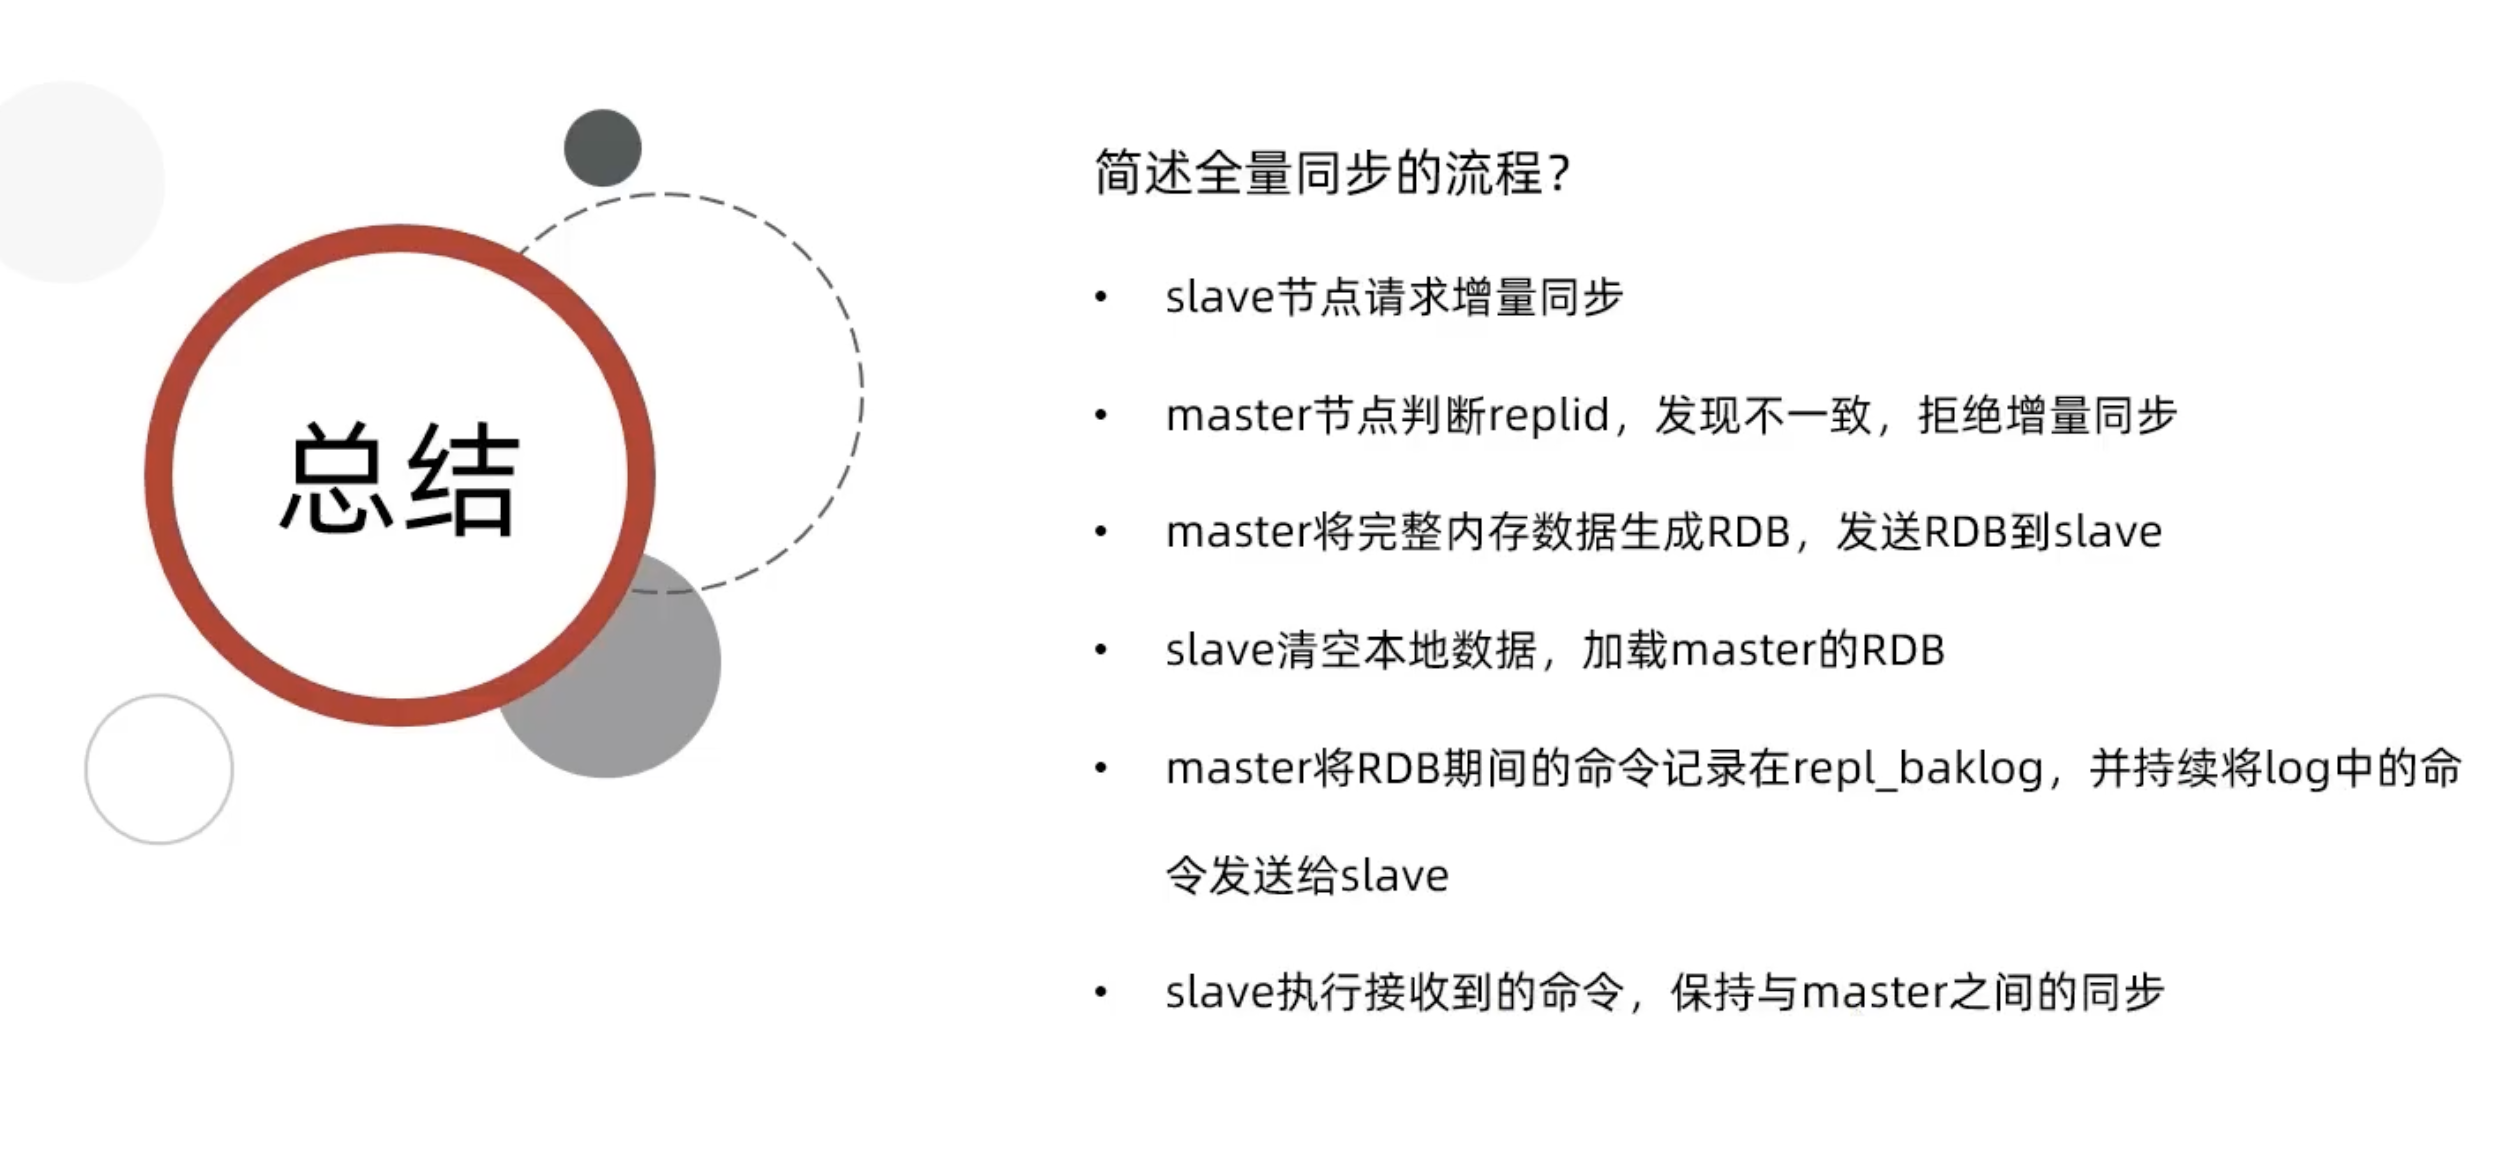 总结
简述全量同步的流程？
• slave节点请求增量同步
• master节点判断replid，发现不一致，拒绝增量同步
• master将完整内存数据生成RDB，发送RDB到slave
• slave清空本地数据，加载master的RDB
• master将RDB期间的命令记录在repl_baklog，并持续将log中的命
令发送给slave
• slave执行接收到的命令，保持与master之间的同步